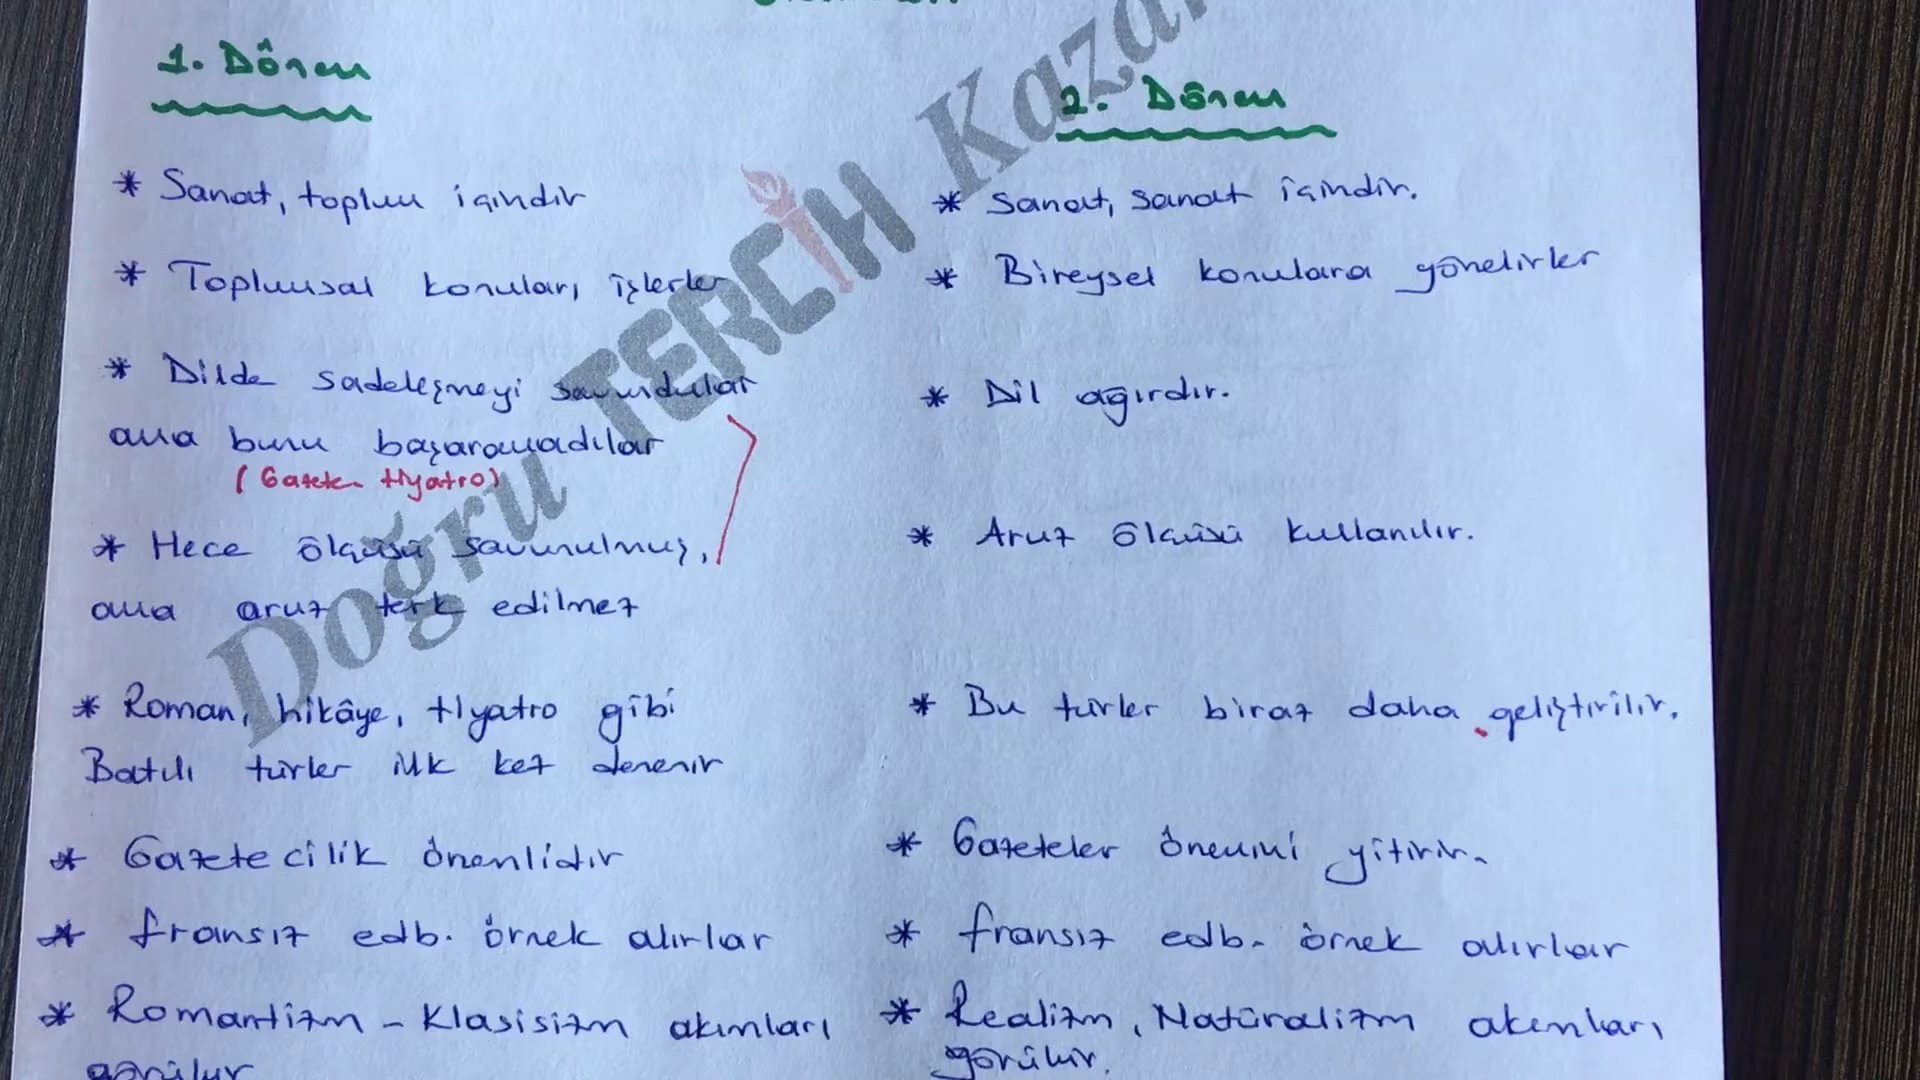 1. Dönem
* Sanat, toplum içindir
* Toplumsal konuları işlerler
* Dilde sadeleşmeyi savundular
ama bunu başaramadılar
(Gazete tiyatro)
* Hece ölçüsü savunulmuş,
ama aruz terk edilmez
* Roman, hikâye, tiyatro gibi
Batılı türler ilk kez denenir
* Gazetecilik önemlidir
* Fransız edb. örnek alırlar
* Romantizm - Klasisizm akımları
görülür
2. Dönem
* Sanat, sanat içindir.
* Bireysel konulara yönelirler
* Dil ağırdır.
* Aruz ölçüsü kullanılır.
* Bu türler biraz daha geliştirilir.
* Gazeteler önemini yitirir.
* Fransız edb. örnek alırlar
* Realizm, Natüralizm akımları
görülür.
Doğru TERCİH